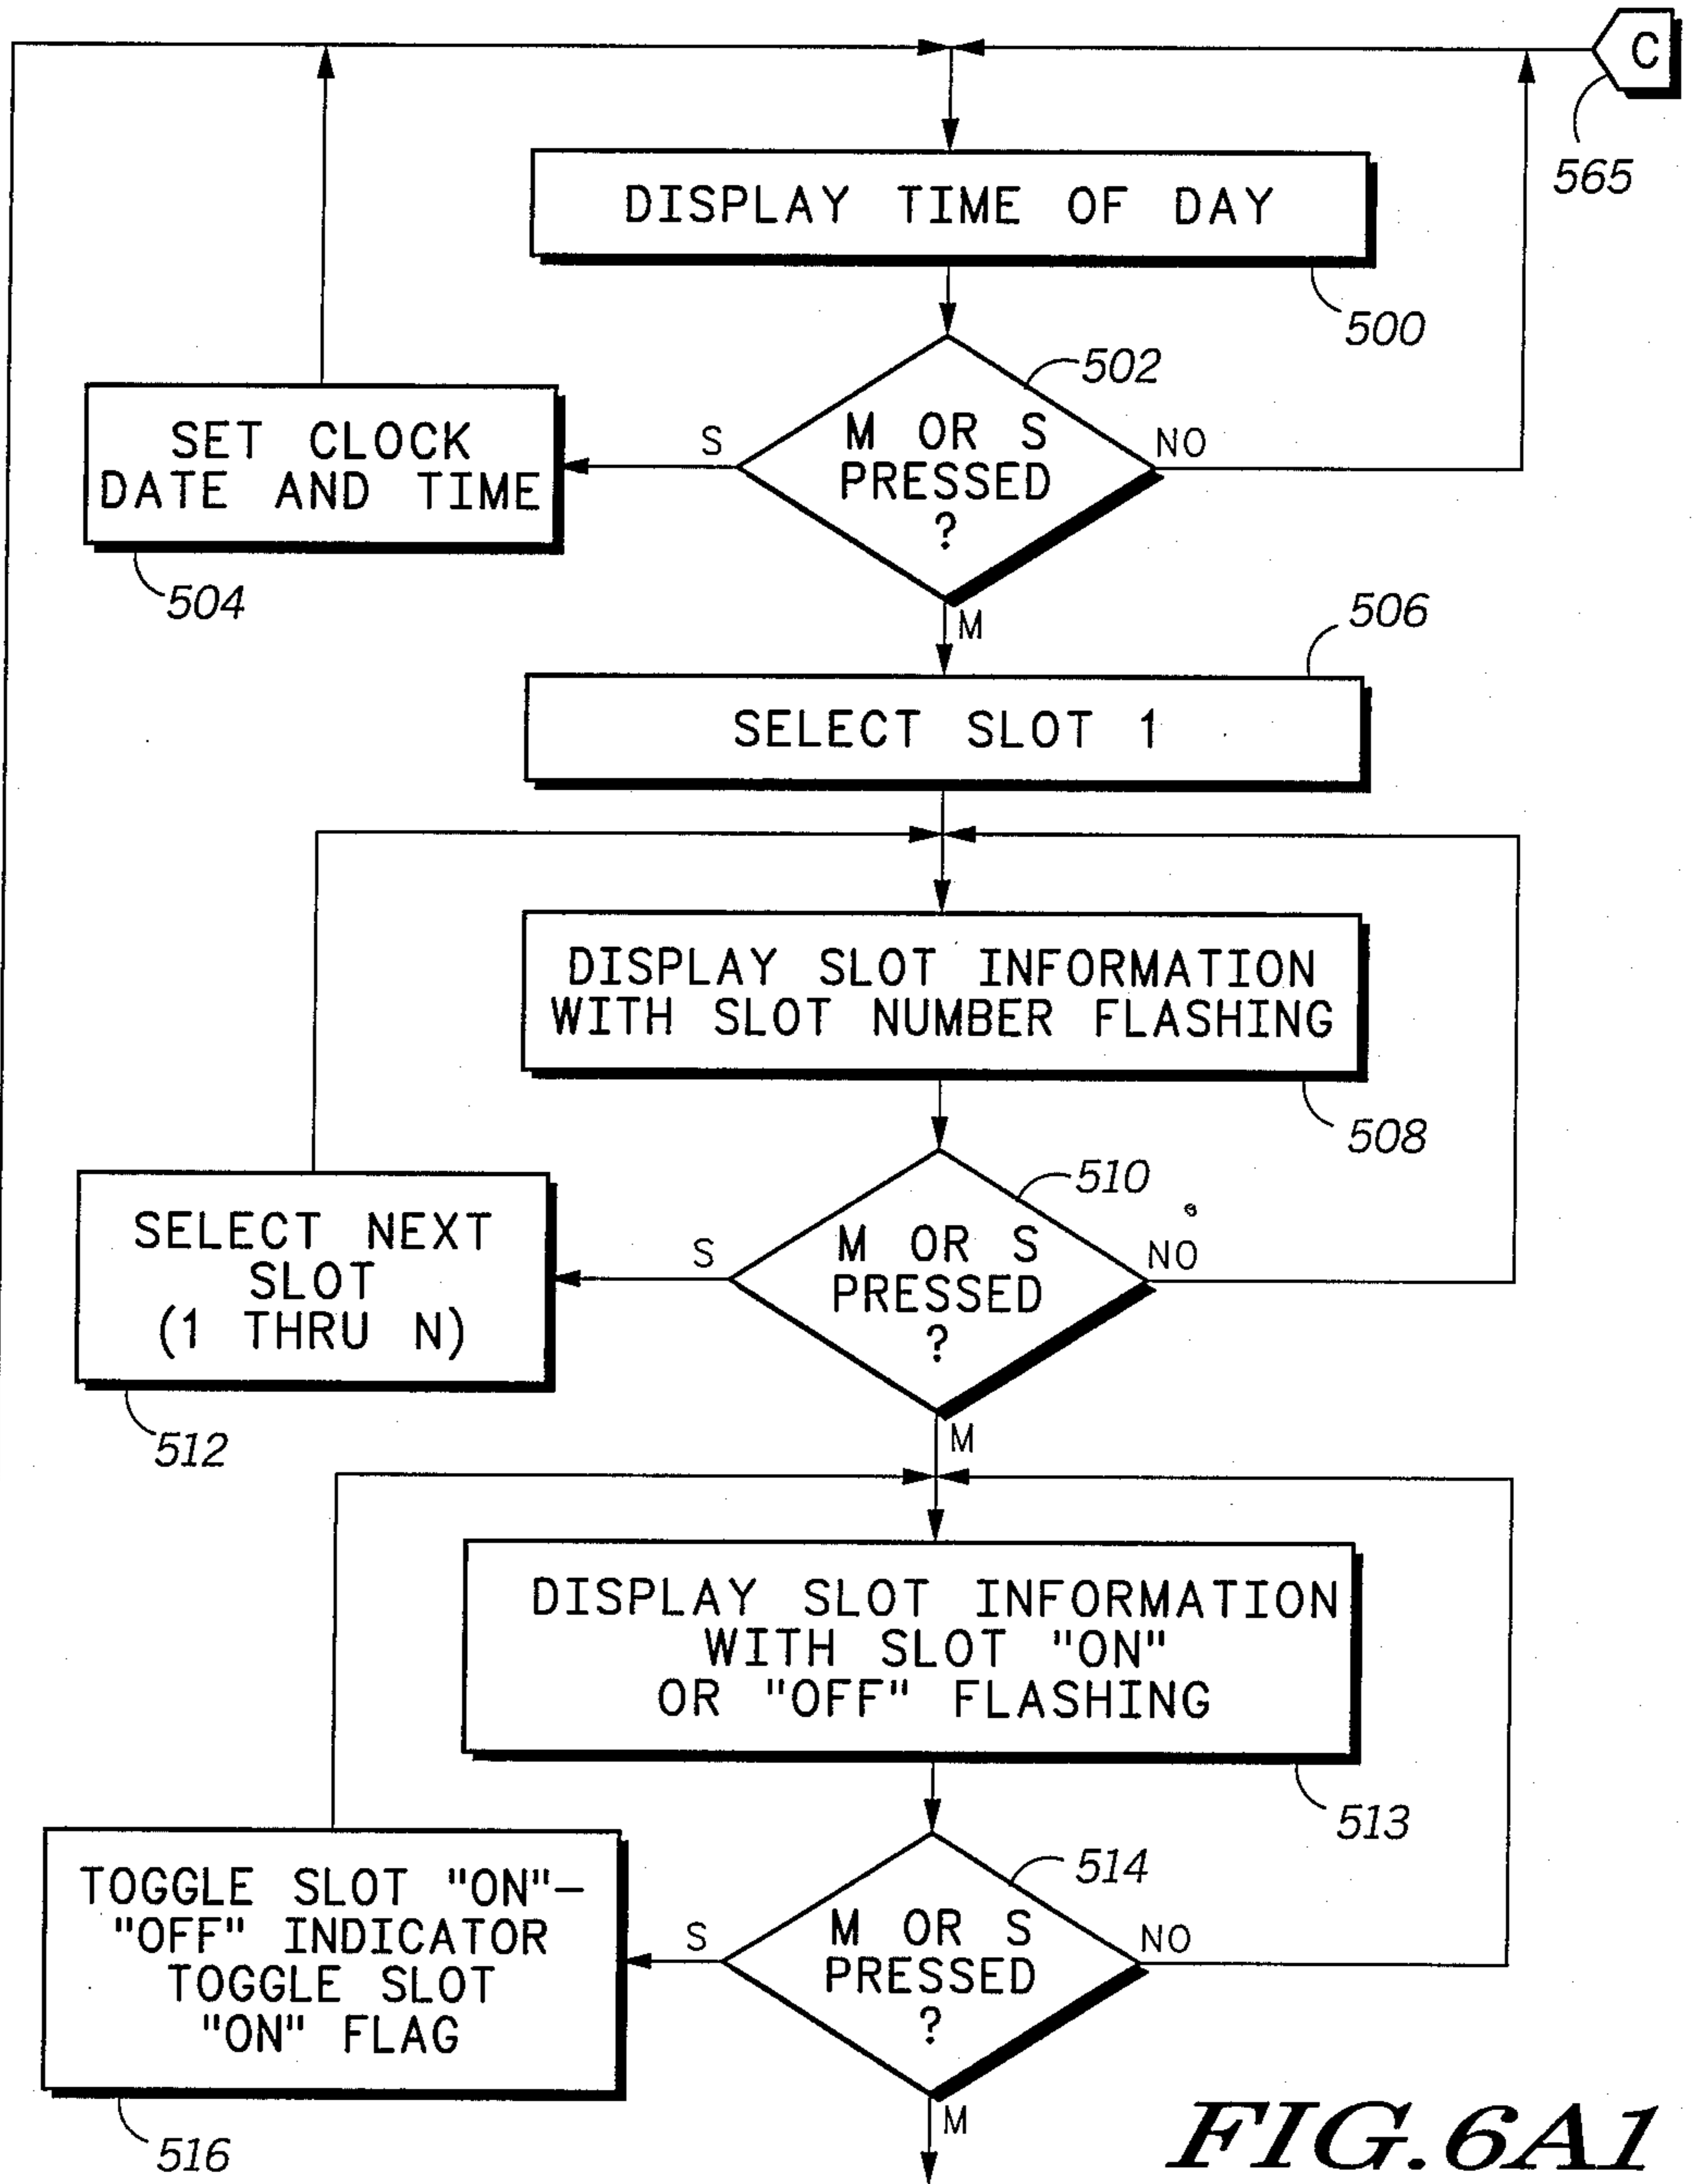 C
565
DISPLAY TIME OF DAY
500
502
M OR S
PRESSED
?
S
NO
SET CLOCK
DATE AND TIME
504
M
506
SELECT SLOT 1
DISPLAY SLOT INFORMATION
WITH SLOT NUMBER FLASHING
508
510
M OR S
PRESSED
?
S
NO
SELECT NEXT
SLOT
(1 THRU N)
512
M
DISPLAY SLOT INFORMATION
WITH SLOT "ON"
OR "OFF" FLASHING
513
514
M OR S
PRESSED
?
S
NO
TOGGLE SLOT "ON"–
"OFF" INDICATOR
TOGGLE SLOT
"ON" FLAG
516
M
FIG.6A1